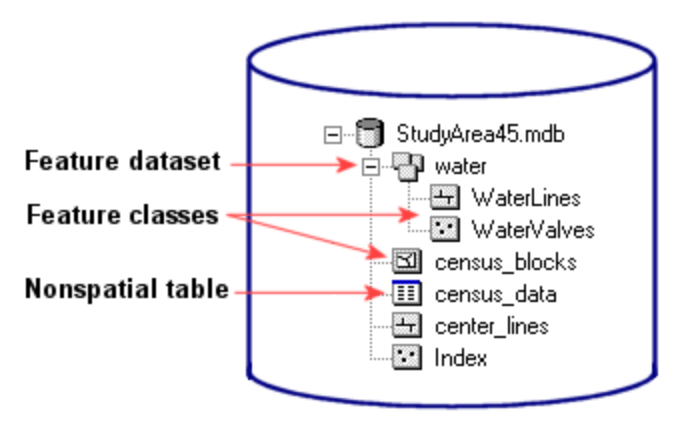 StudyArea45.mdb
Feature dataset water
WaterLines
Feature classes
WaterValves
census_blocks
Nonspatial table census_data
center_lines
Index